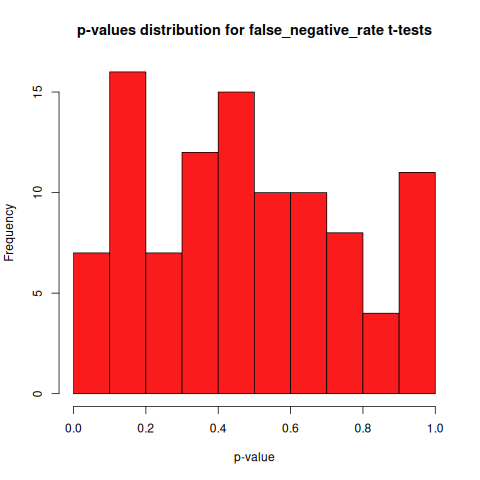 p-values distribution for false_negative_rate t-tests
Frequency
15
10
5
0
0.0 0.2 0.4 0.6 0.8 1.0
p-value